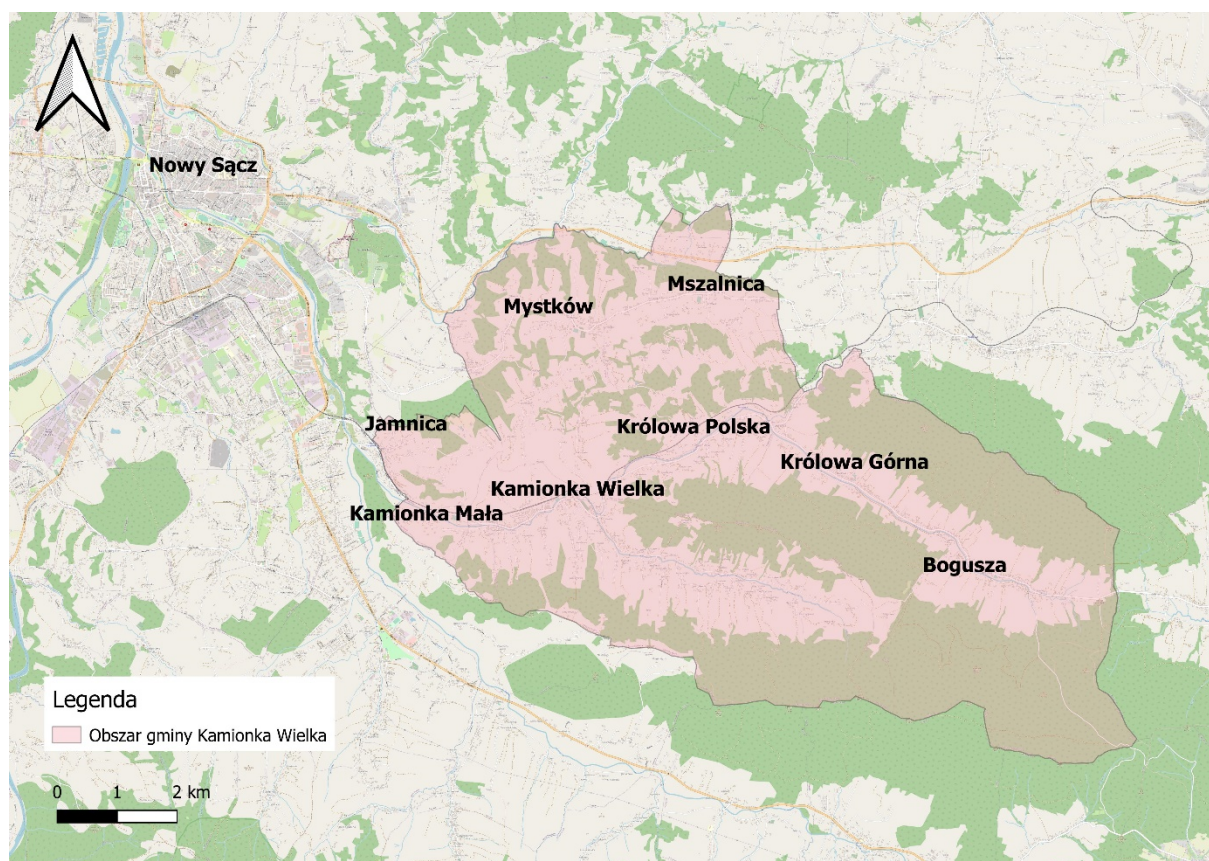 Nowy Sącz
Mszalnica
Mystków
Jamnica
Królowa Polska
Królowa Górna
Kamionka Wielka
Kamionka Mała
Bogusza
Legenda
Obszar gminy Kamionka Wielka
0 1 2 km